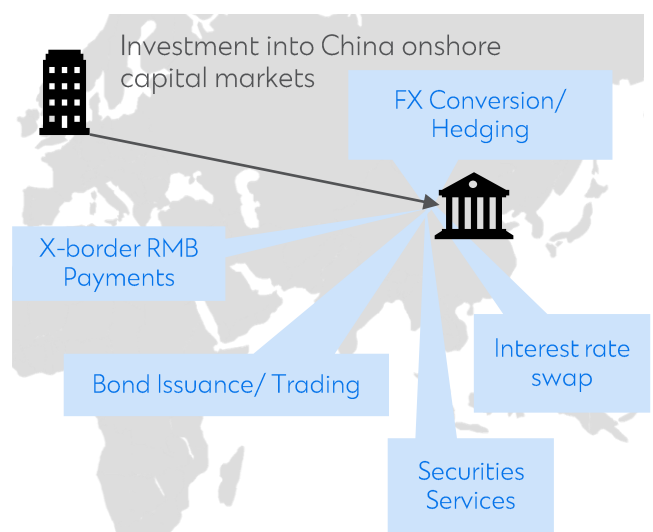 Investment into China onshore
capital markets
FX Conversion/
Hedging
X-border RMB
Payments
Interest rate
swap
Bond Issuance/ Trading
Securities
Services